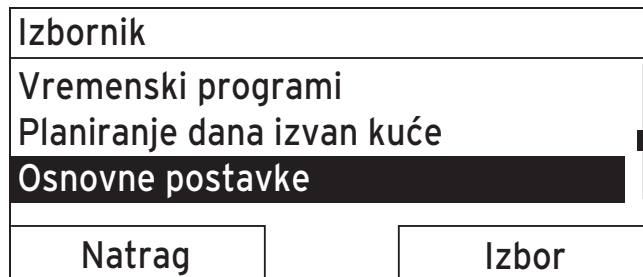 Izbornik
Vremenski programi
Planiranje dana izvan kuće
Osnovne postavke
Natrag Izbor